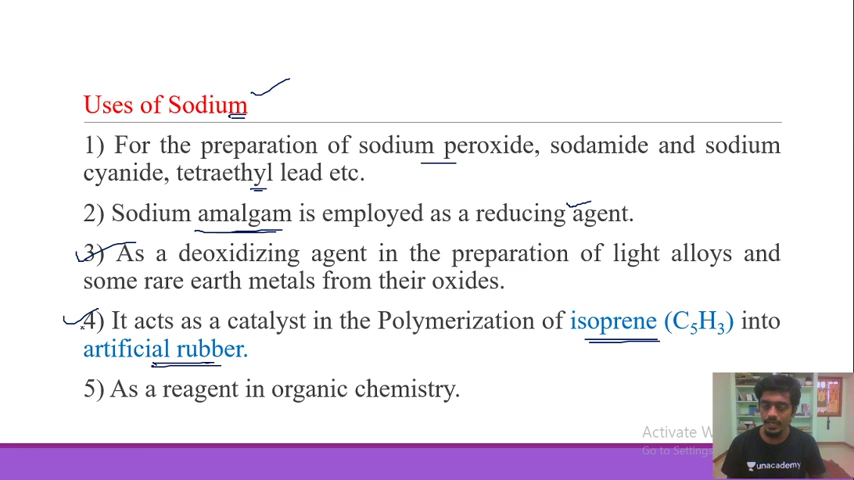 Uses of Sodium
1) For the preparation of sodium peroxide, sodamide and sodium
cyanide, tetraethyl lead etc.
2) Sodium amalgam is employed as a reducing agent.
3) As a deoxidizing agent in the preparation of light alloys and
some rare earth metals from their oxides.
4) It acts as a catalyst in the Polymerization of isoprene (C₅H₃) into
artificial rubber.
5) As a reagent in organic chemistry.
Activate W
Go to Settings
unacademy